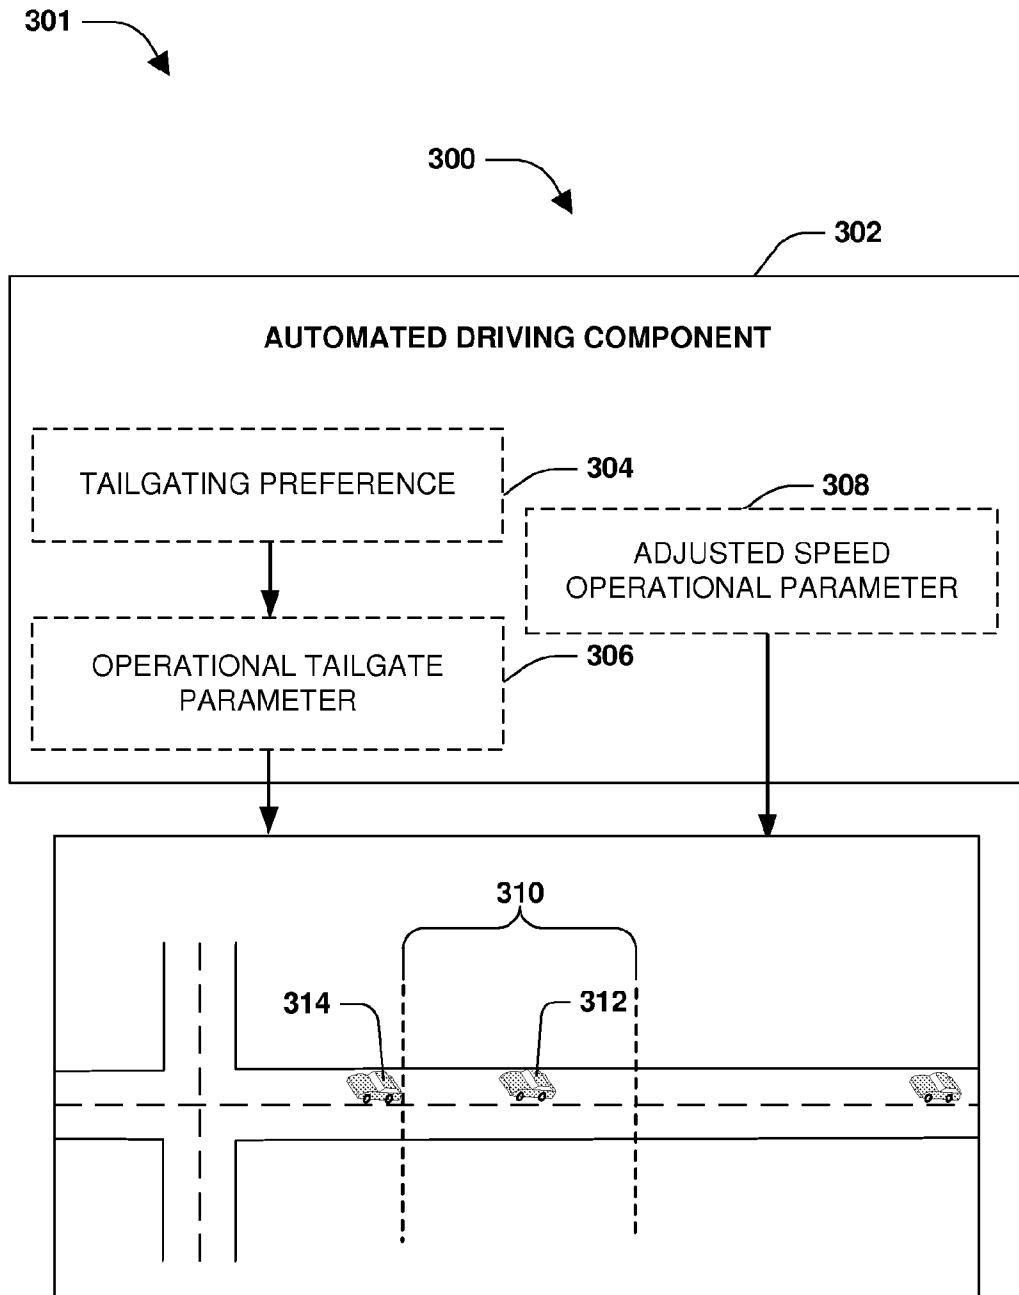 301
300
302
AUTOMATED DRIVING COMPONENT
TAILGATING PREFERENCE
304
308
ADJUSTED SPEED
OPERATIONAL PARAMETER
OPERATIONAL TAILGATE
PARAMETER
306
310
314
312